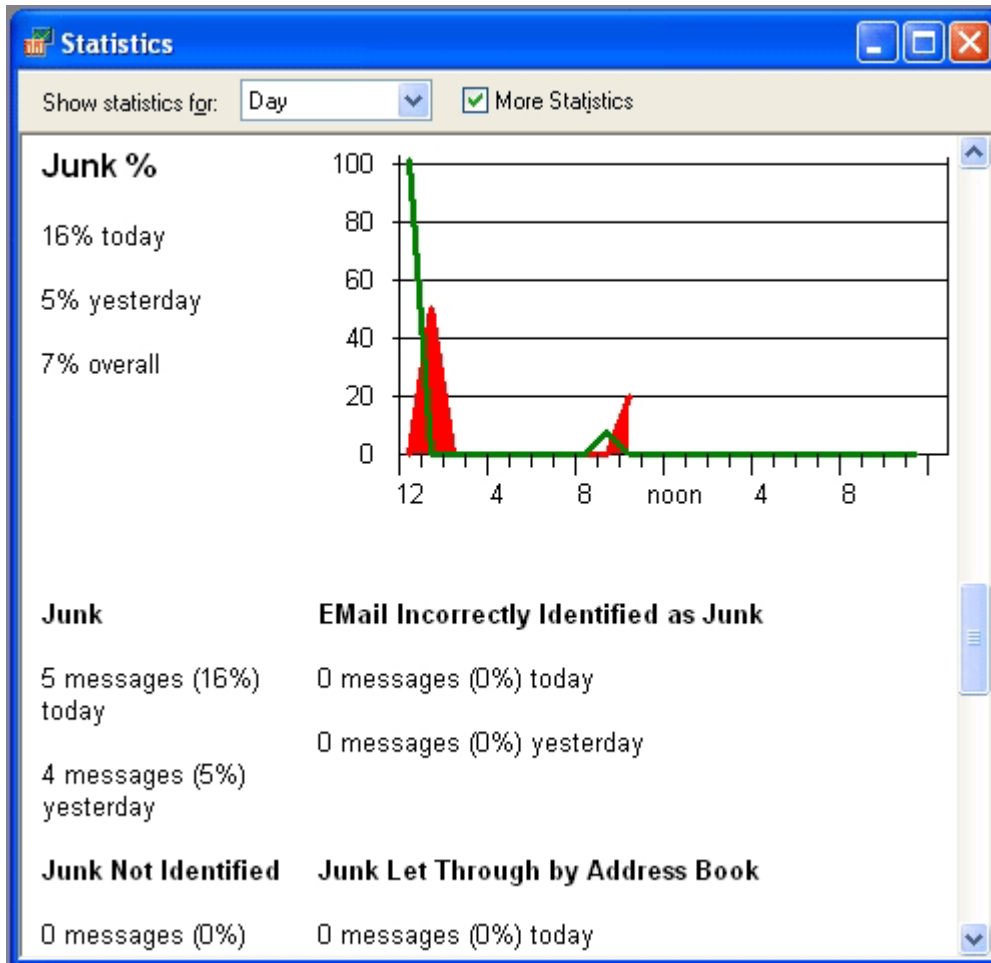 Statistics
Show statistics for: Day More Statistics
Junk %
16% today
5% yesterday
7% overall
100
80
60
40
20
0
12 4 8 noon 4 8
Junk
5 messages (16%)
today
4 messages (5%)
yesterday
EMail Incorrectly Identified as Junk
0 messages (0%) today
0 messages (0%) yesterday
Junk Not Identified
0 messages (0%)
Junk Let Through by Address Book
0 messages (0%) today